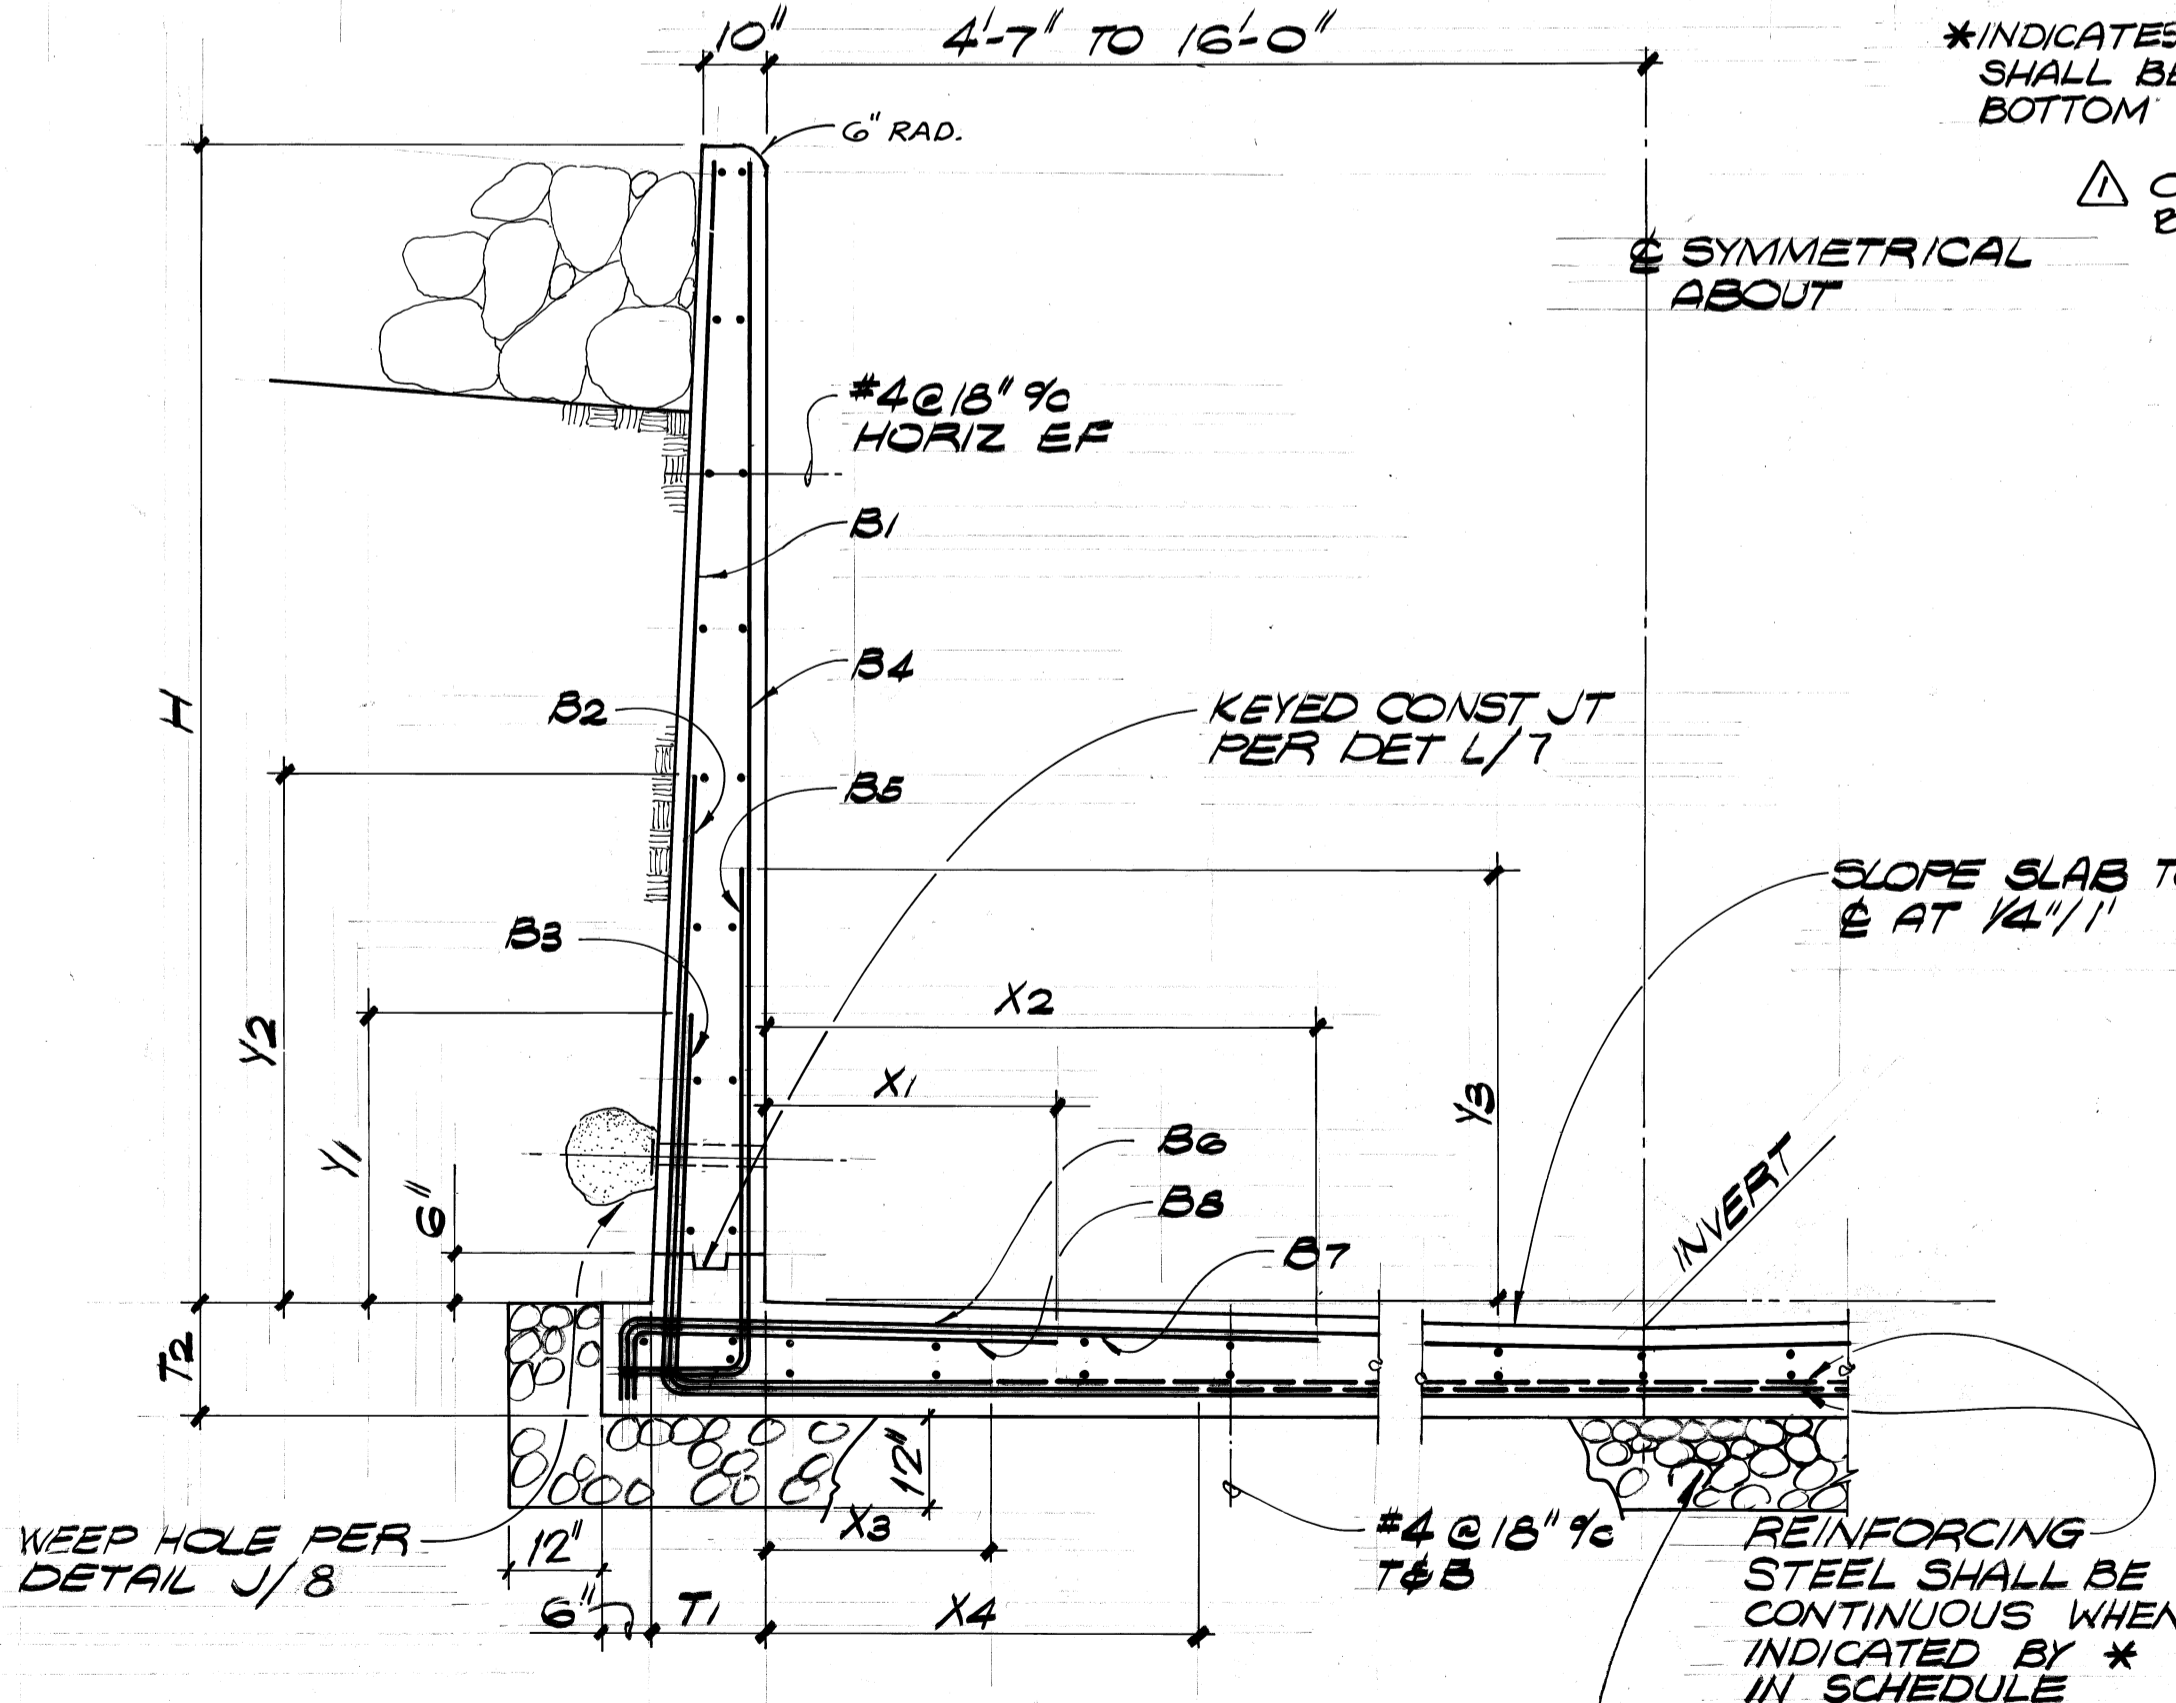 10"
4'-7" TO 16'-0"
*INDICATES
SHALL BE
BOTTOM
6" RAD.
1
℄ SYMMETRICAL
ABOUT
#4@18" o/c
HORIZ EF
B1
B4
H
B2
KEYED CONST JT
PER DET L/7
B5
SLOPE SLAB TO
℄ AT 1/4"/1'
B3
X2
Y2
X1
Y3
B6
Y1
B8
6"
INVERT
B7
T2
12"
X3
#4 @ 18" o/c
T&B
WEEP HOLE PER
DETAIL J/8
12"
6"
T1
X4
REINFORCING
STEEL SHALL BE
CONTINUOUS WHEN
INDICATED BY *
IN SCHEDULE